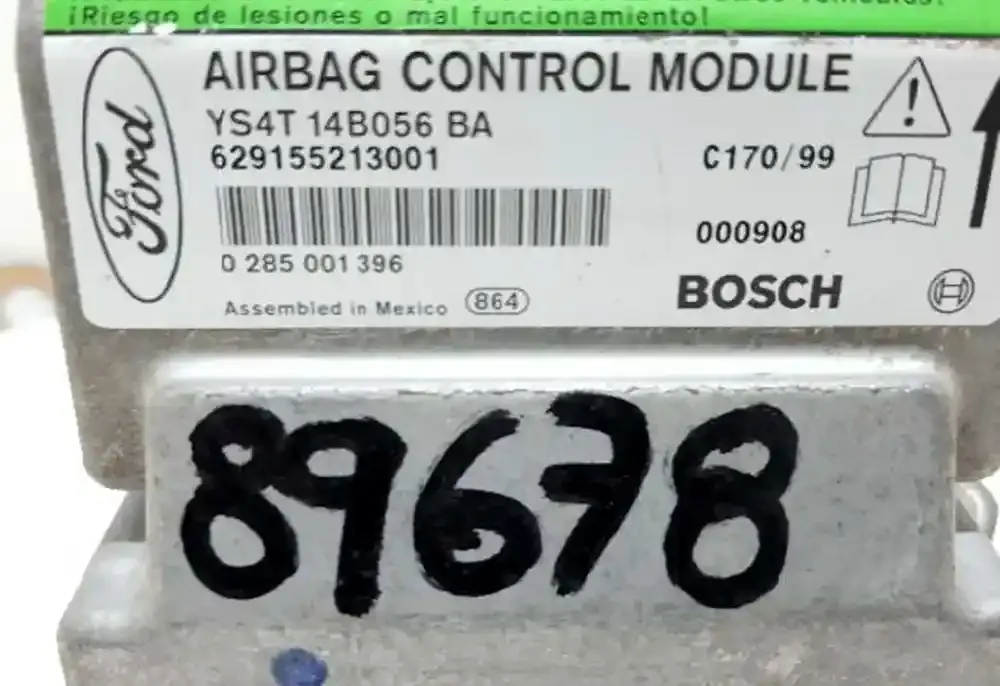 ¡Riesgo de lesiones o mal funcionamiento!
Ford
AIRBAG CONTROL MODULE
YS4T 14B056 BA
629155213001
C170/99
000908
0 285 001 396
Assembled in Mexico 864
BOSCH
89678